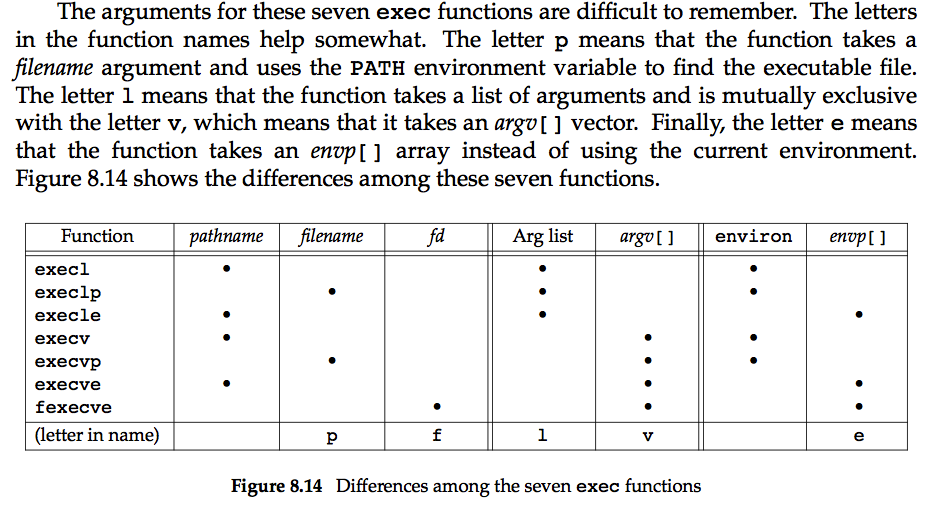 The arguments for these seven exec functions are difficult to remember. The letters
in the function names help somewhat. The letter p means that the function takes a
filename argument and uses the PATH environment variable to find the executable file.
The letter l means that the function takes a list of arguments and is mutually exclusive
with the letter v, which means that it takes an argv[] vector. Finally, the letter e means
that the function takes an envp[] array instead of using the current environment.
Figure 8.14 shows the differences among these seven functions.
Function pathname filename fd Arg list argv[] environ envp[]
execl • • •
execlp • • •
execle • • •
execv • • •
execvp • • •
execve • • •
fexecve • • •
(letter in name) p f l v e
Figure 8.14 Differences among the seven exec functions